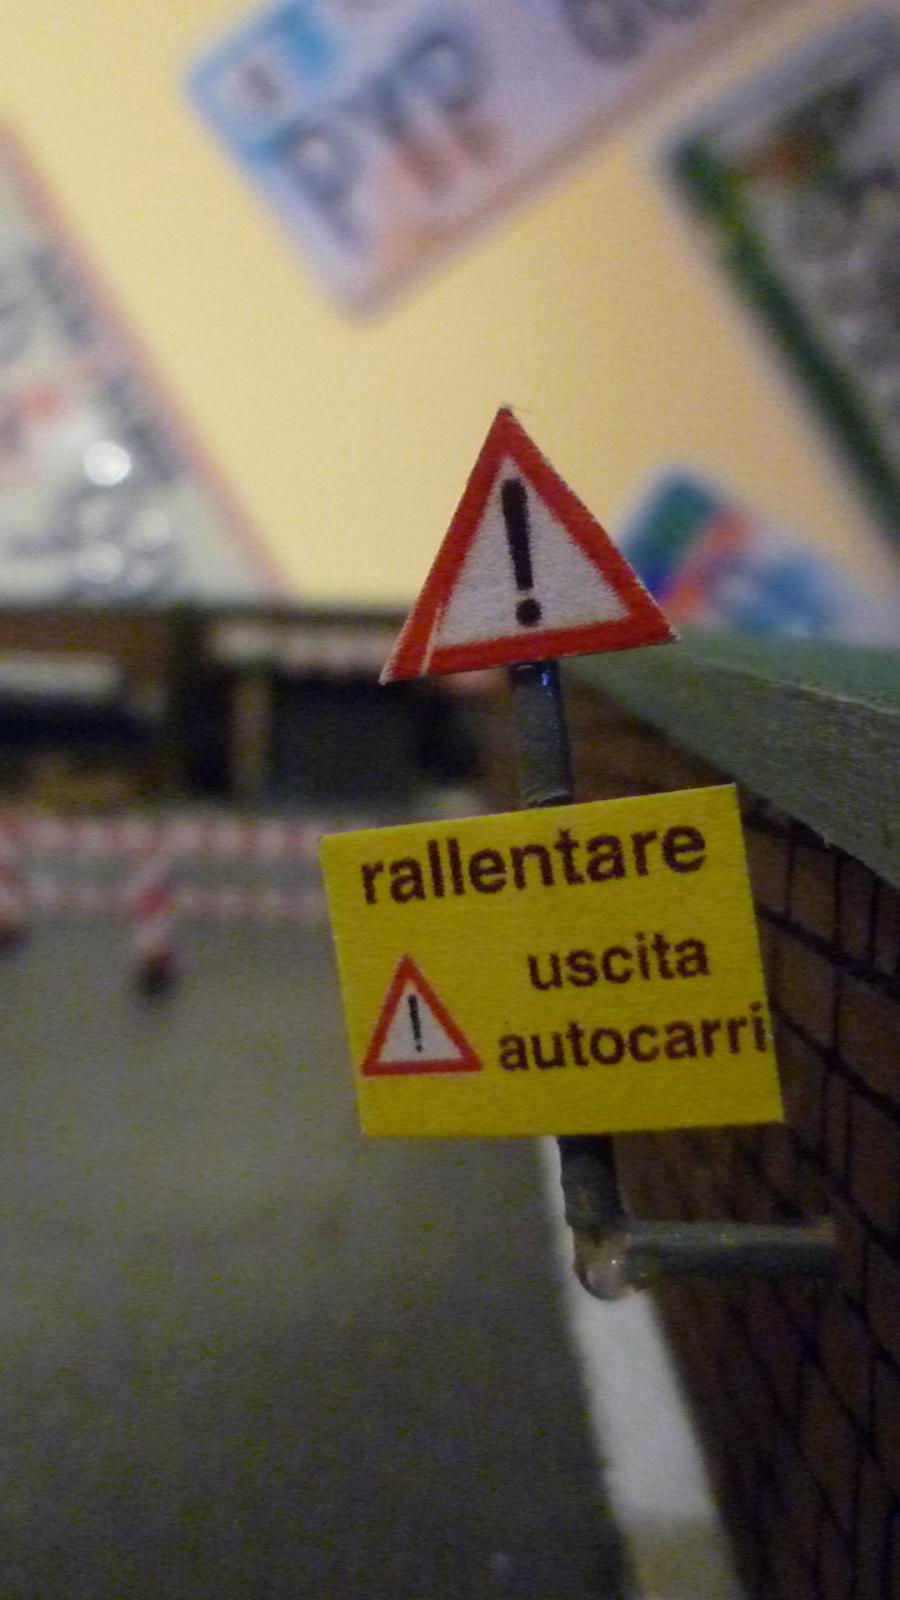 !
rallentare
uscita
! autocarri